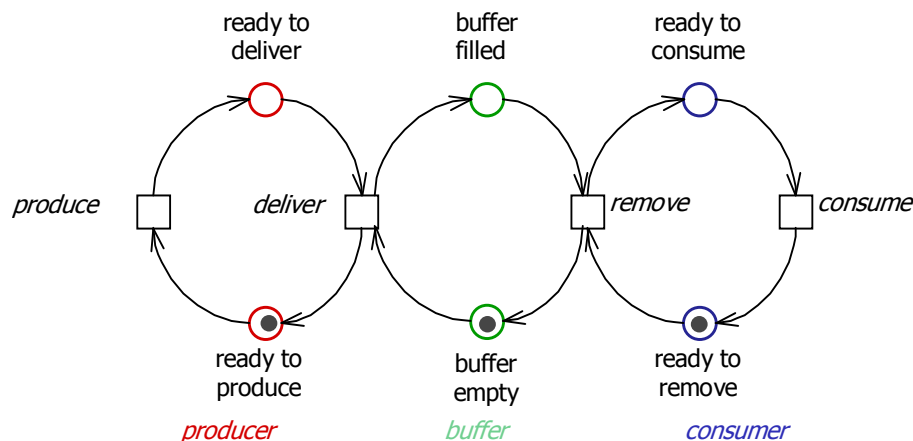 ready to
deliver
buffer
filled
ready to
consume
produce
deliver
remove
consume
ready to
produce
buffer
empty
ready to
remove
producer
buffer
consumer